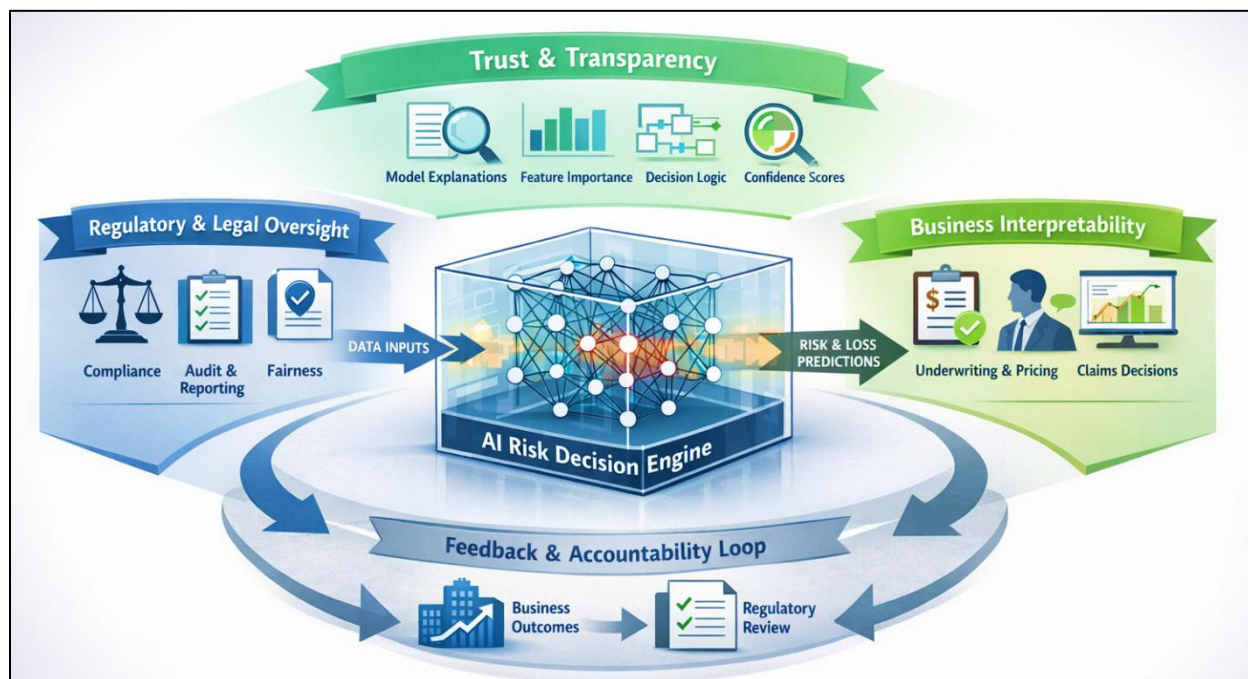 Trust & Transparency
Model Explanations
Feature Importance
Decision Logic
Confidence Scores
Regulatory & Legal Oversight
Compliance
Audit &
Reporting
Fairness
DATA INPUTS
AI Risk Decision Engine
RISK & LOSS
PREDICTIONS
Business Interpretability
$
Underwriting & Pricing
Claims Decisions
Feedback & Accountability Loop
Business
Outcomes
Regulatory
Review